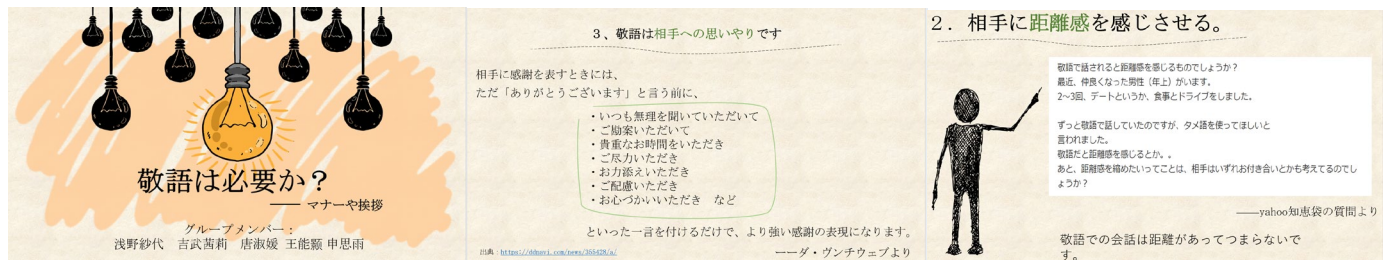 敬語は必要か?
―― マナーや挨拶
グループメンバー:
浅野紗代 吉武茜莉 唐淑媛 王能顥 申思雨
3、敬語は相手への思いやりです
相手に感謝を表すときには、
ただ「ありがとうございます」と言う前に、
・いつも無理を聞いていただいて
・ご勘案いただいて
・貴重なお時間をいただき
・ご尽力いただき
・お力添えいただき
・ご配慮いただき
・お心づかいいただき など
といった一言を付けるだけで、より強い感謝の表現になります。
出典:https://ddnavi.com/news/355428/a/
ーーダ・ヴンチウェブより
2.相手に距離感を感じさせる。
敬語で話されると距離感を感じるものでしょうか?
最近、仲良くなった男性(年上)がいます。
2~3回、デートというか、食事とドライブをしました。
ずっと敬語で話していたのですが、タメ語を使ってほしいと
言われました。
敬語だと距離感を感じるとか。。
あと、距離感を縮めたいってことは、相手はいずれお付き合いとかも考えてるのでし
ょうか?
――yahoo知恵袋の質問より
敬語での会話は距離があってつまらないで
す。